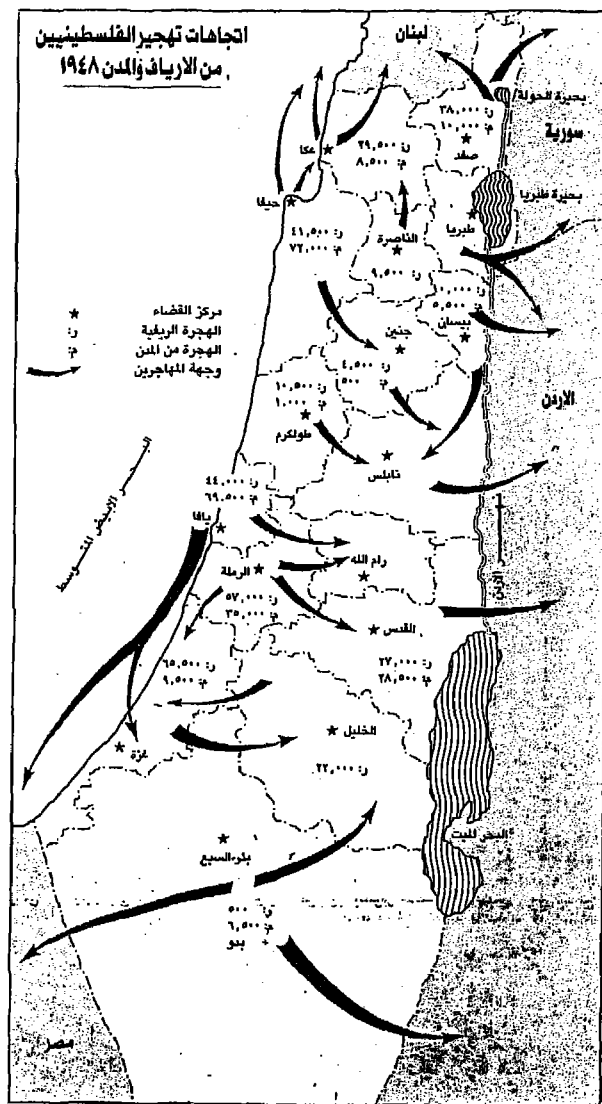 اتجاهات تهجير الفلسطينيين
من الارياف والمدن ١٩٤٨
لبنان
بحيرة الحولة
سورية
ر: ٣٨,٠٠٠
م: ١٠,٠٠٠
صفد
عكا
ر: ٣٩,٥٠٠
م: ٨,٥٠٠
بحيرة طبريا
طبريا
حيفا
ر: ٤١,٥٠٠
م: ٧٢,٠٠٠
الناصرة
ر: ٩,٥٠٠
م: ٥,٥٠٠
بيسان
مركز القضاء
الهجرة الريفية ر:
الهجرة من المدن م:
وجهة المهاجرين
جنين
ر: ٤,٥٠٠
م: ٥٠٠
ر: ١٠,٥٠٠
م: ١,٠٠٠
طولكرم
نابلس
الاردن
البحر الابيض المتوسط
ر: ٤٤,٠٠٠
م: ٦٩,٥٠٠
يافا
رام الله
الاردن
الرملة
ر: ٥٧,٠٠٠
م: ٣٥,٠٠٠
القدس
ر: ٢٧,٠٠٠
م: ٢٨,٥٠٠
ر: ٦٥,٥٠٠
م: ٩,٥٠٠
غزة
الخليل
ر: ٢٢,٠٠٠
البحر الميت
بئر السبع
ر: ٥٠٠
م: ٦,٥٠٠
+ بدو
مصر